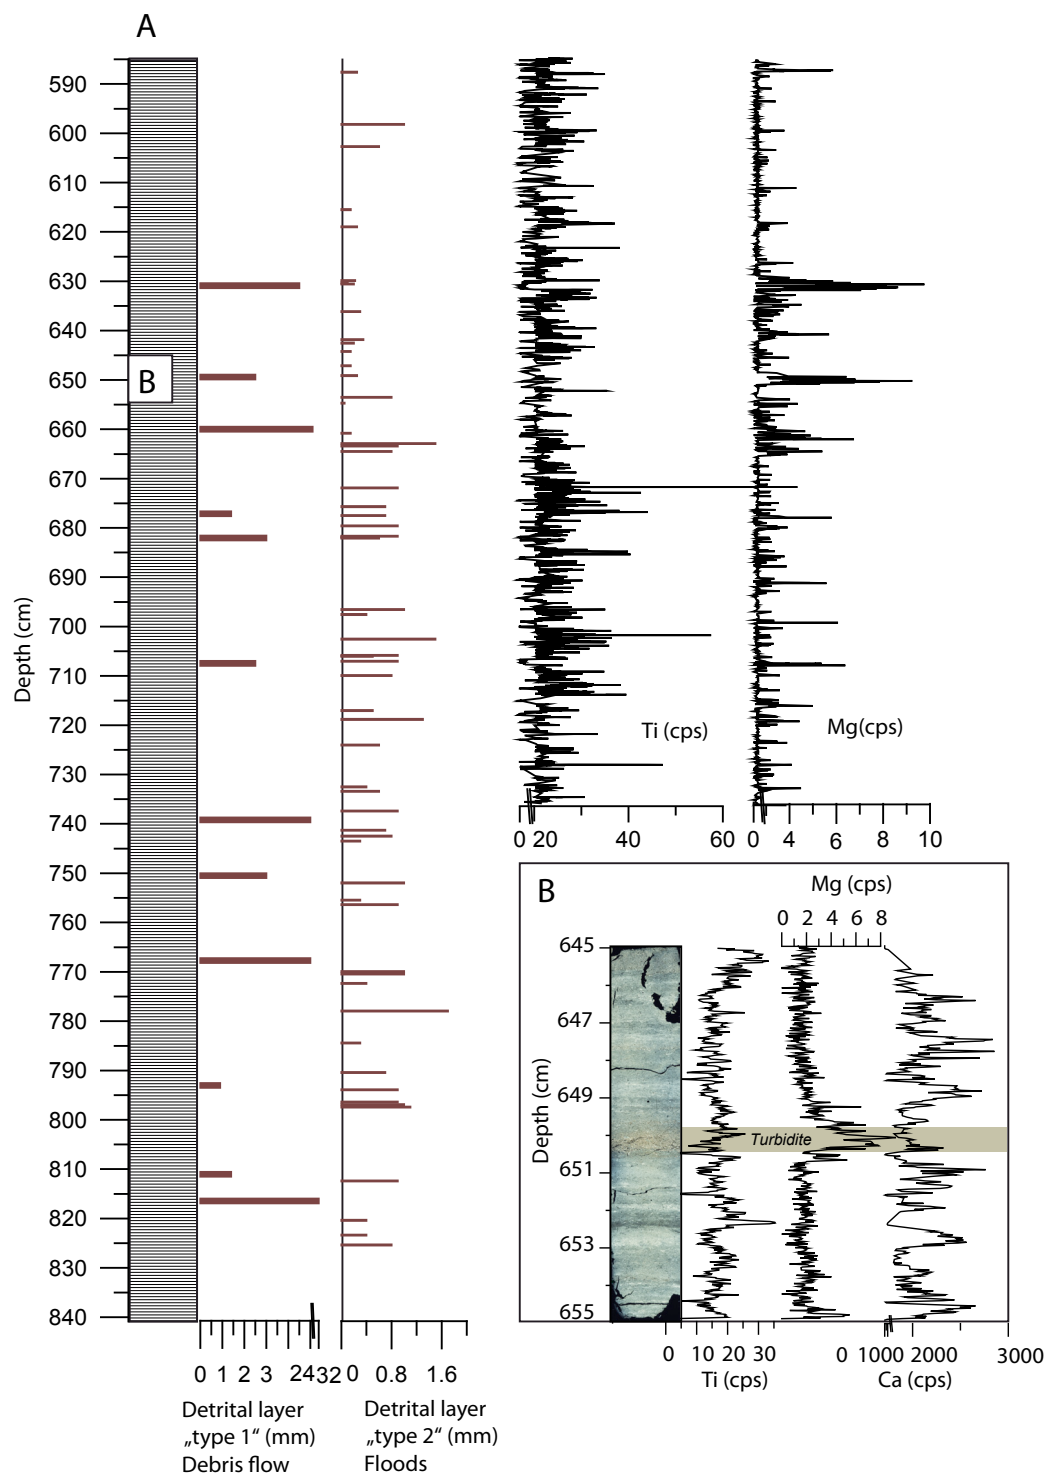 A
590
600
610
620
630
640
650
660
670
680
690
700
710
720
730
740
750
760
770
780
790
800
810
820
830
840
Depth (cm)
B
0 1 2 3 24 32
Detrital layer
„type 1“ (mm)
Debris flow
0 0.8 1.6
Detrital layer
„type 2“ (mm)
Floods
Ti (cps)
0 20 40 60
Mg(cps)
0 4 6 8 10
B
Mg (cps)
0 2 4 6 8
645
647
649
651
653
655
Depth (cm)
Turbidite
0 10 20 30
Ti (cps)
0 1000 2000 3000
Ca (cps)